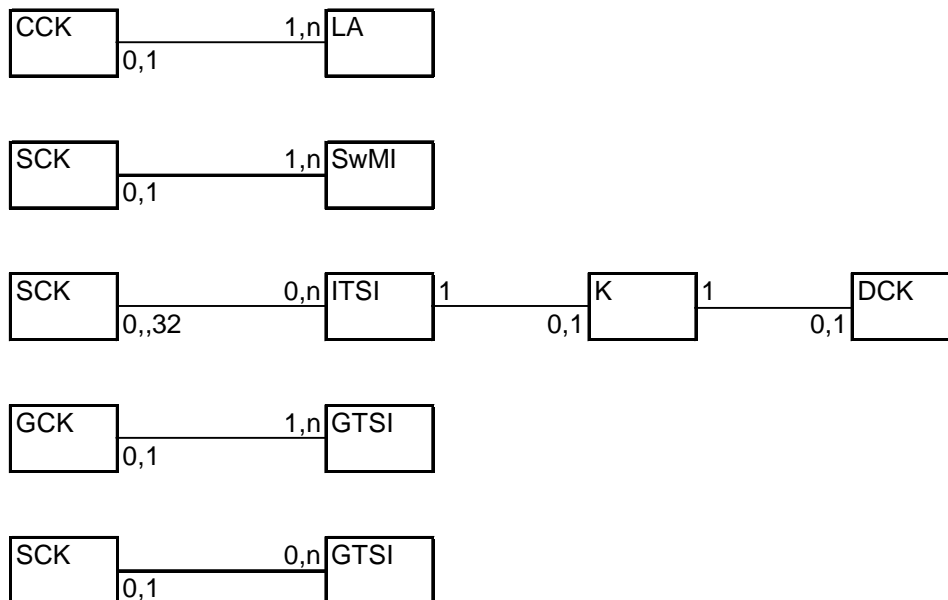 CCK 1,n LA
0,1
SCK 1,n SwMI
0,1
SCK 0,n ITSI 1 K 1 DCK
0,,32 0,1 0,1
GCK 1,n GTSI
0,1
SCK 0,n GTSI
0,1